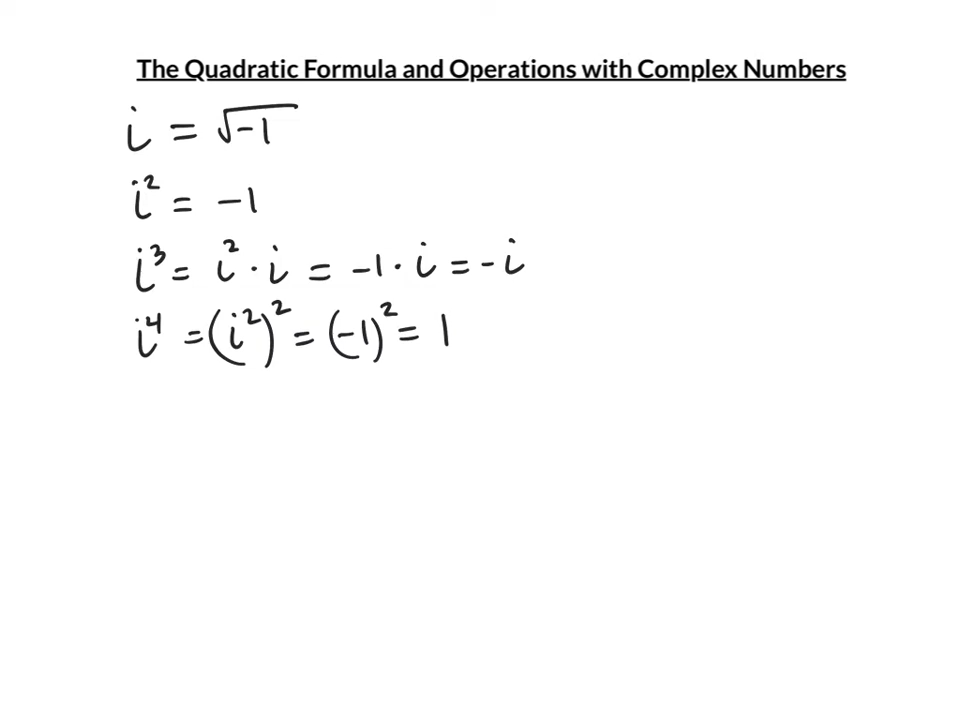 The Quadratic Formula and Operations with Complex Numbers
i = √-1
i² = -1
i³ = i² · i = -1 · i = -i
i⁴ = (i²)² = (-1)² = 1